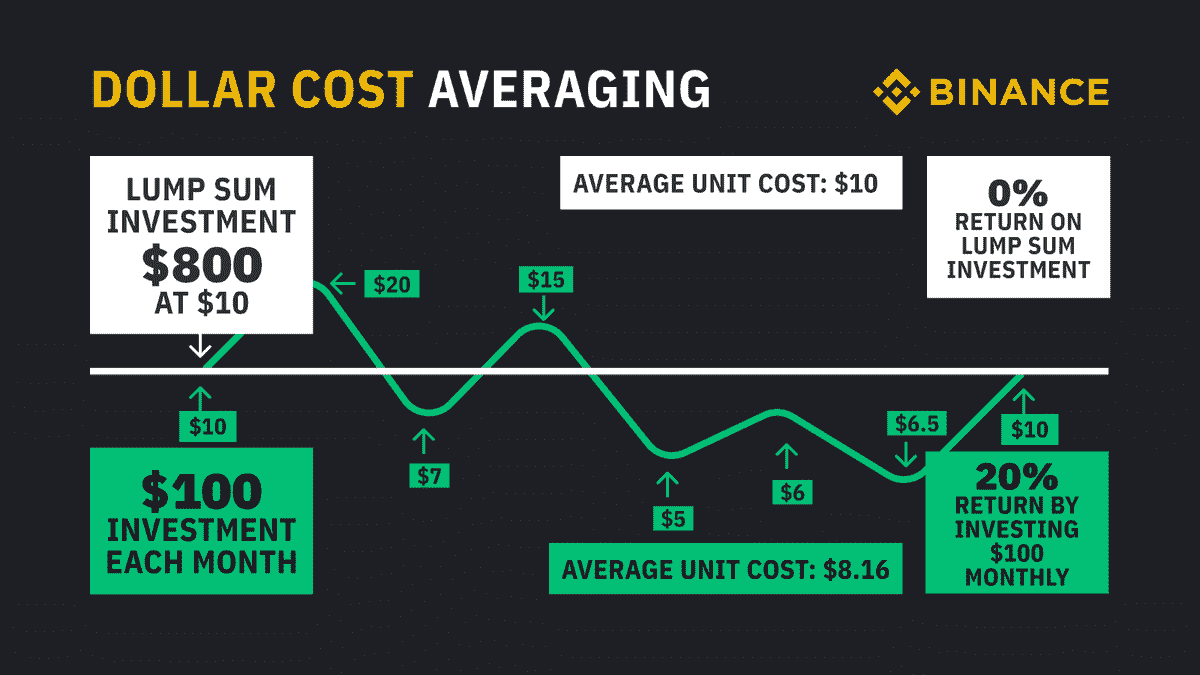 DOLLAR COST AVERAGING
BINANCE
LUMP SUM
INVESTMENT
$800
AT $10
AVERAGE UNIT COST: $10
0%
RETURN ON
LUMP SUM
INVESTMENT
$20
$15
$10
$7
$5
$6
$6.5
$10
$100
INVESTMENT
EACH MONTH
AVERAGE UNIT COST: $8.16
20%
RETURN BY
INVESTING
$100
MONTHLY